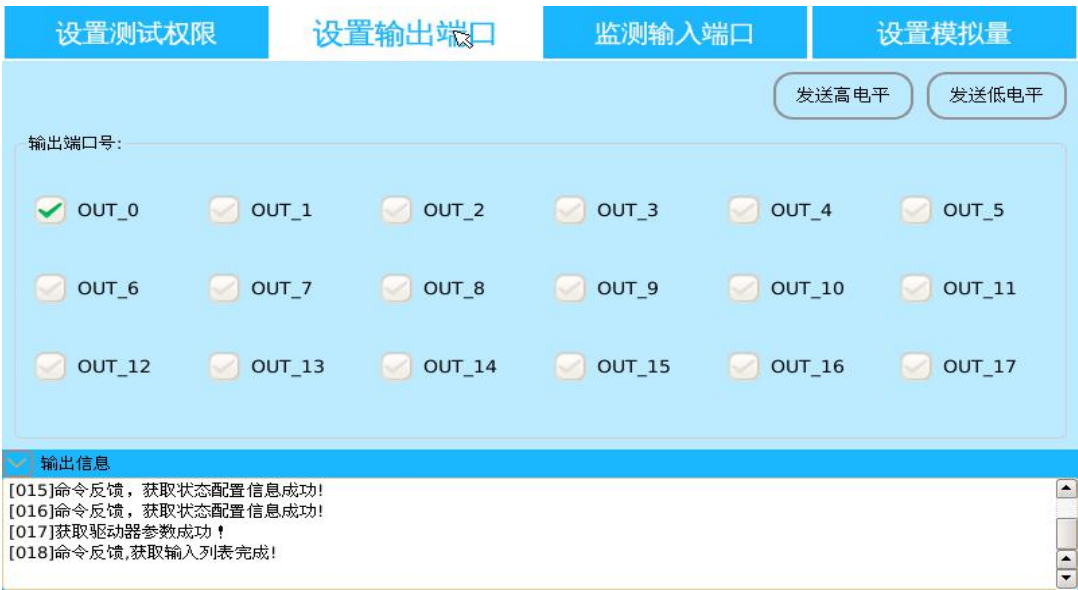 设置测试权限 设置输出端口 监测输入端口 设置模拟量
发送高电平 发送低电平
输出端口号:
OUT_0 OUT_1 OUT_2 OUT_3 OUT_4 OUT_5
OUT_6 OUT_7 OUT_8 OUT_9 OUT_10 OUT_11
OUT_12 OUT_13 OUT_14 OUT_15 OUT_16 OUT_17
输出信息
[015]命令反馈，获取状态配置信息成功!
[016]命令反馈，获取状态配置信息成功!
[017]获取驱动器参数成功！
[018]命令反馈,获取输入列表完成!